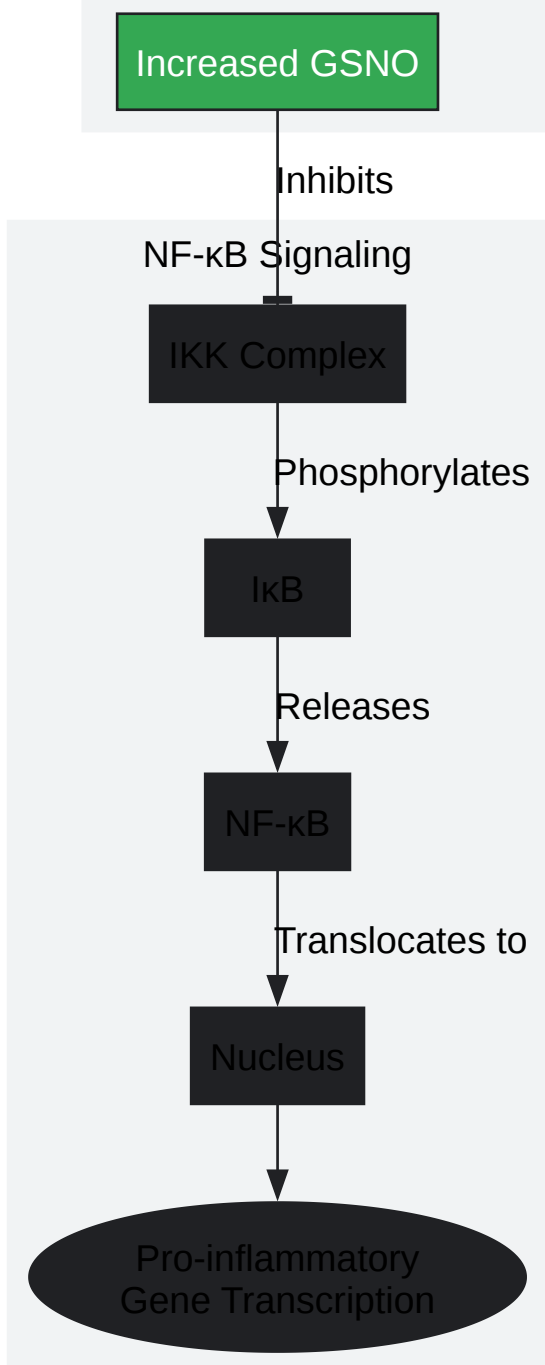 Increased GSNO
Inhibits
NF-κB Signaling
IKK Complex
Phosphorylates
IκB
Releases
NF-κB
Translocates to
Nucleus
Pro-inflammatory
Gene Transcription